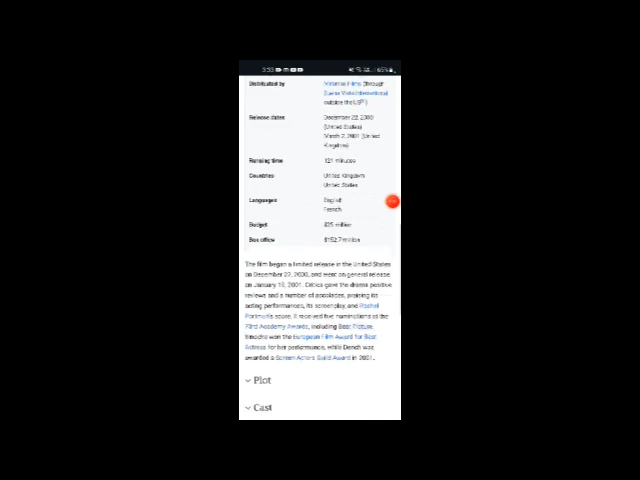 Distributed by
Miramax Films (through
Buena Vista International
outside the US)
Release dates
December 22, 2000
(United States)
March 2, 2001 (United
Kingdom)
Running time
121 minutes
Countries
United Kingdom
United States
Languages
English
French
Budget
$25 million
Box office
$152.7 million
The film began a limited release in the United States
on December 22, 2000, and went on general release
on January 19, 2001. Critics gave the drama positive
reviews and a number of accolades, praising its
acting performances, its screenplay, and Rachel
Portman's score. It received five nominations at the
73rd Academy Awards, including Best Picture.
Binoche won the European Film Award for Best
Actress for her performance, while Dench was
awarded a Screen Actors Guild Award in 2001.
Plot
Cast